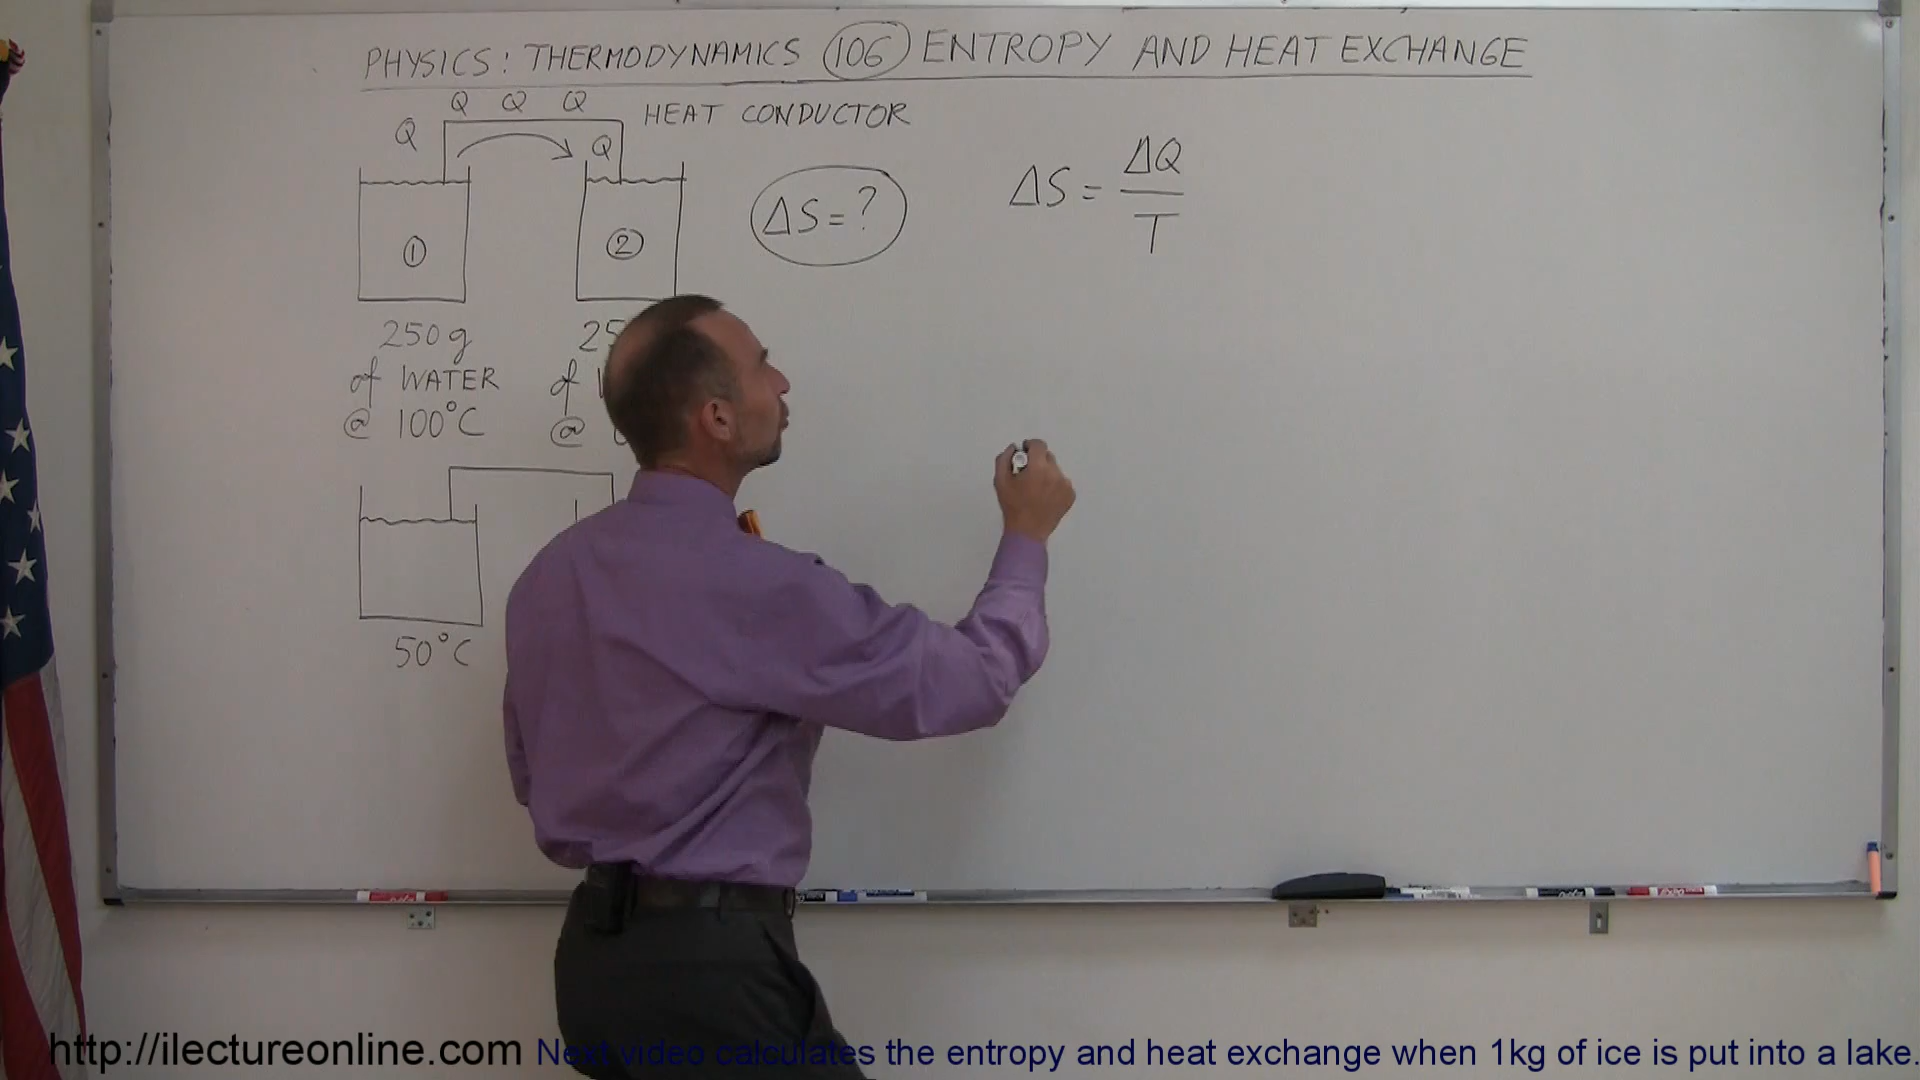 PHYSICS: THERMODYNAMICS 106 ENTROPY AND HEAT EXCHANGE
Q Q Q
HEAT CONDUCTOR
Q
Q
1
2
ΔS = ?
ΔS = ΔQ / T
250 g
of WATER
@ 100°C
25
of
@
50°C
http://ilectureonline.com Next video calculates the entropy and heat exchange when 1kg of ice is put into a lake.